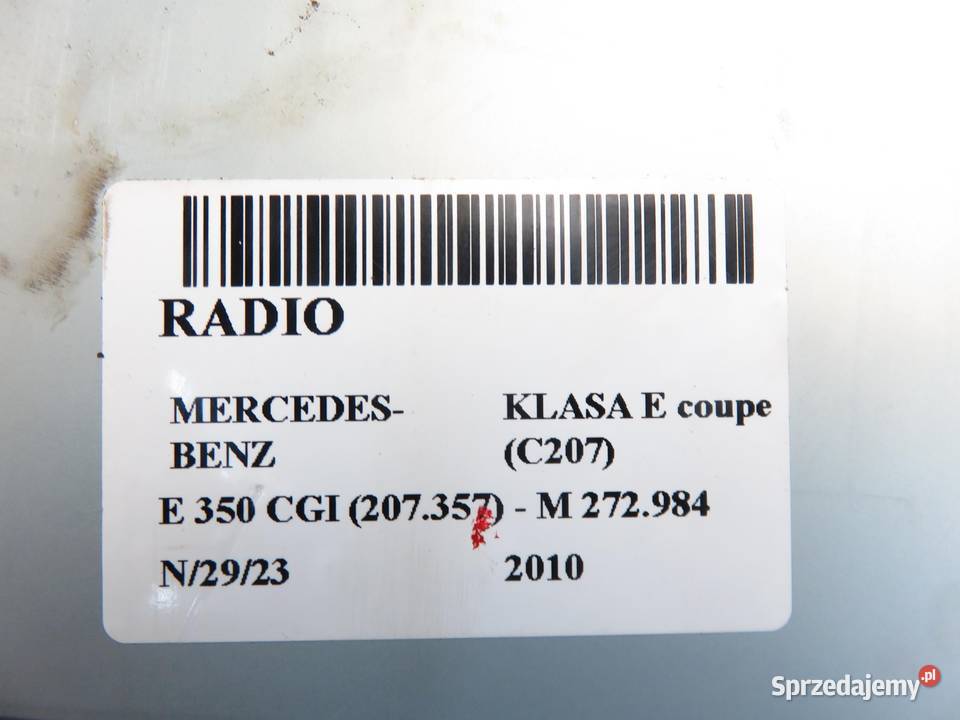 RADIO
MERCEDES-BENZ
KLASA E coupe (C207)
E 350 CGI (207.357) - M 272.984
N/29/23 2010
Sprzedajemy.pl